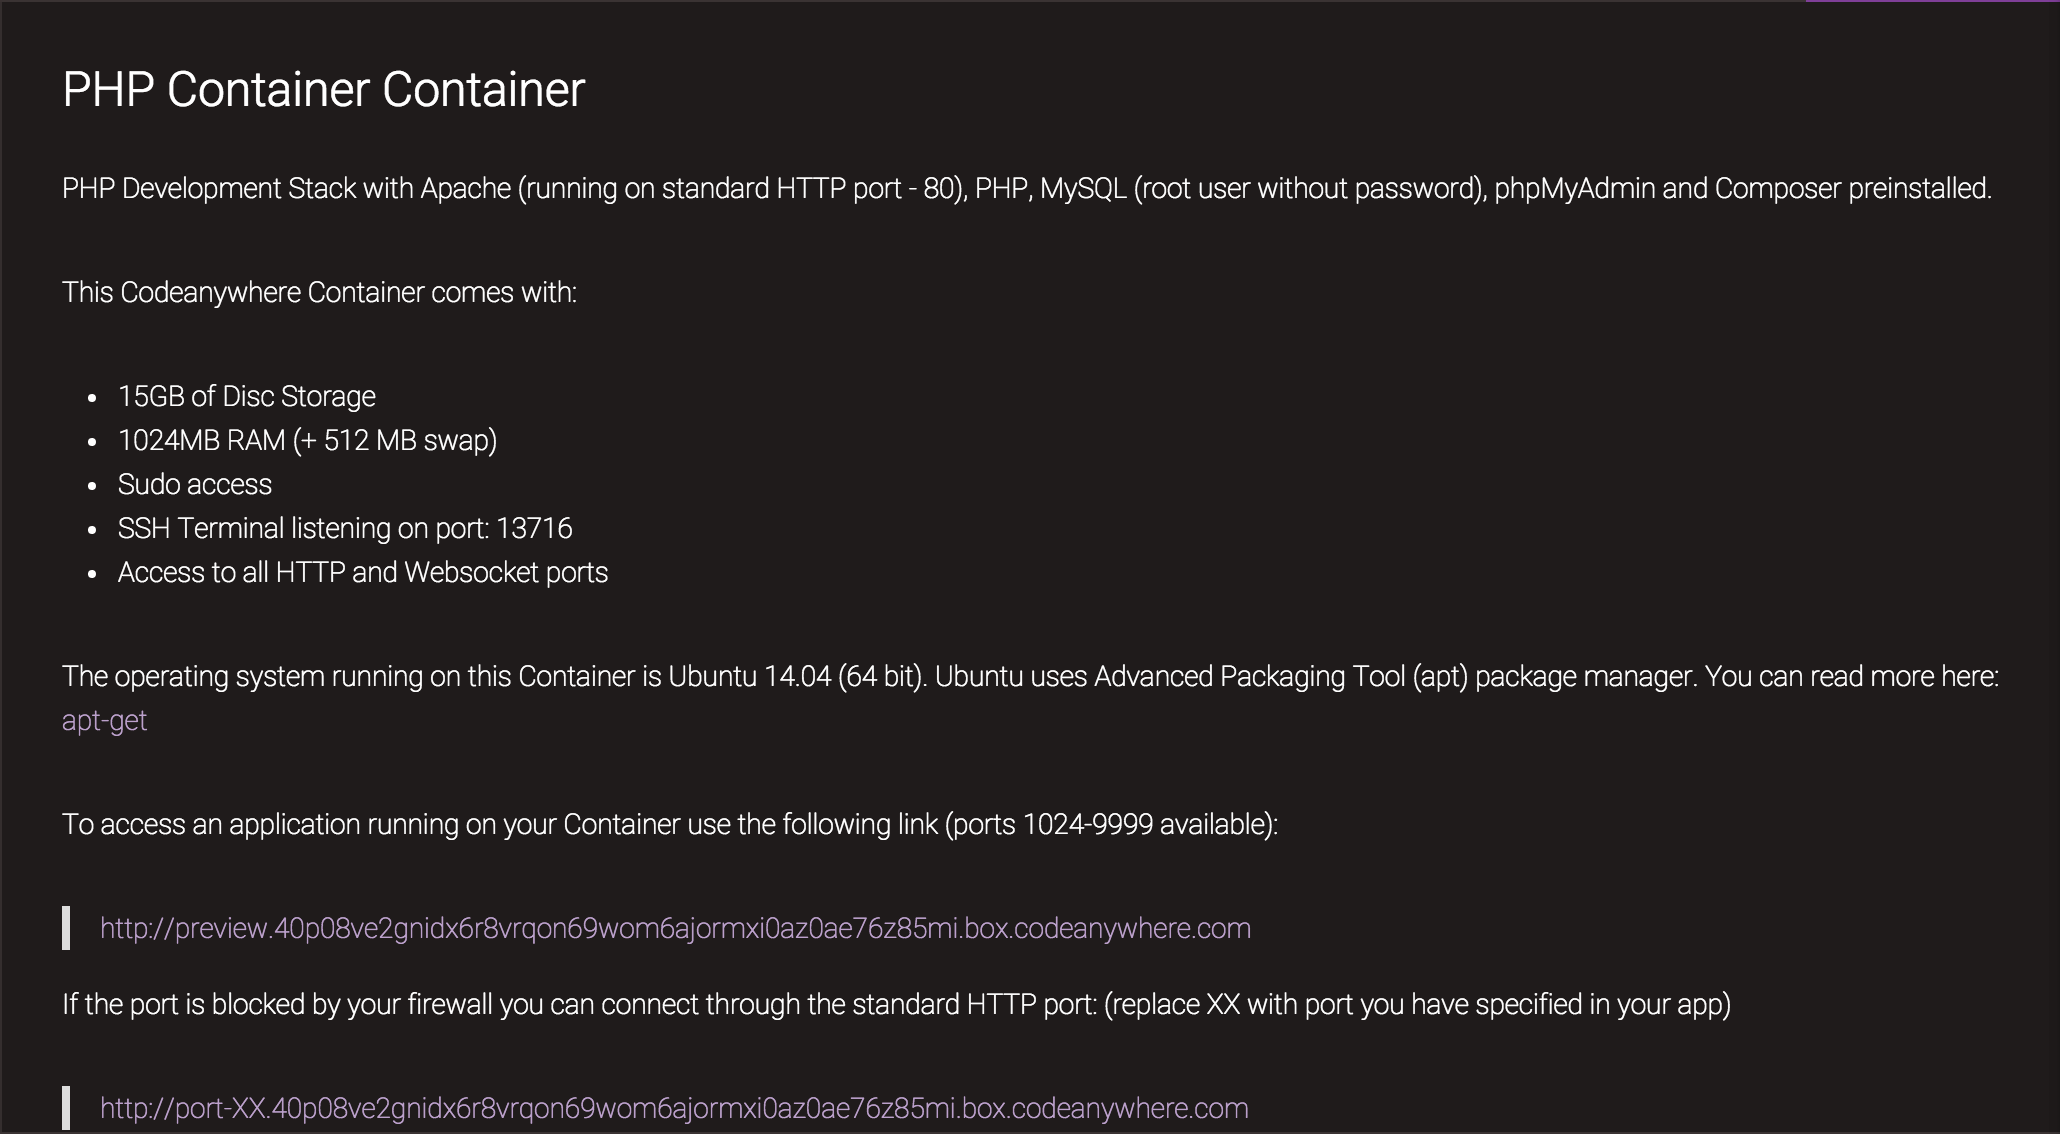 PHP Container Container
PHP Development Stack with Apache (running on standard HTTP port - 80), PHP, MySQL (root user without password), phpMyAdmin and Composer preinstalled.
This Codeanywhere Container comes with:
• 15GB of Disc Storage
• 1024MB RAM (+ 512 MB swap)
• Sudo access
• SSH Terminal listening on port: 13716
• Access to all HTTP and Websocket ports
The operating system running on this Container is Ubuntu 14.04 (64 bit). Ubuntu uses Advanced Packaging Tool (apt) package manager. You can read more here:
apt-get
To access an application running on your Container use the following link (ports 1024-9999 available):
http://preview.40p08ve2gnidx6r8vrqon69wom6ajormxi0az0ae76z85mi.box.codeanywhere.com
If the port is blocked by your firewall you can connect through the standard HTTP port: (replace XX with port you have specified in your app)
http://port-XX.40p08ve2gnidx6r8vrqon69wom6ajormxi0az0ae76z85mi.box.codeanywhere.com